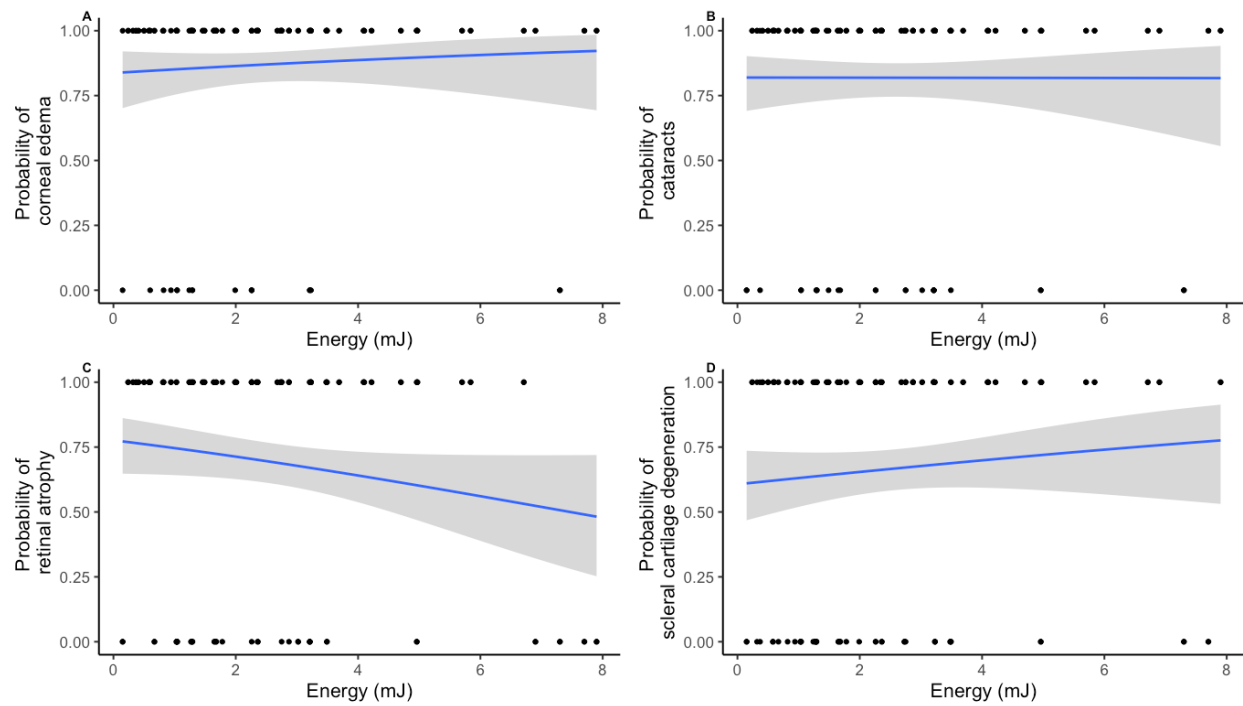 A
1.00
0.75
0.50
0.25
0.00
Probability of
corneal edema
0 2 4 6 8
Energy (mJ)
B
1.00
0.75
0.50
0.25
0.00
Probability of
cataracts
0 2 4 6 8
Energy (mJ)
C
1.00
0.75
0.50
0.25
0.00
Probability of
retinal atrophy
0 2 4 6 8
Energy (mJ)
D
1.00
0.75
0.50
0.25
0.00
Probability of
scleral cartilage degeneration
0 2 4 6 8
Energy (mJ)